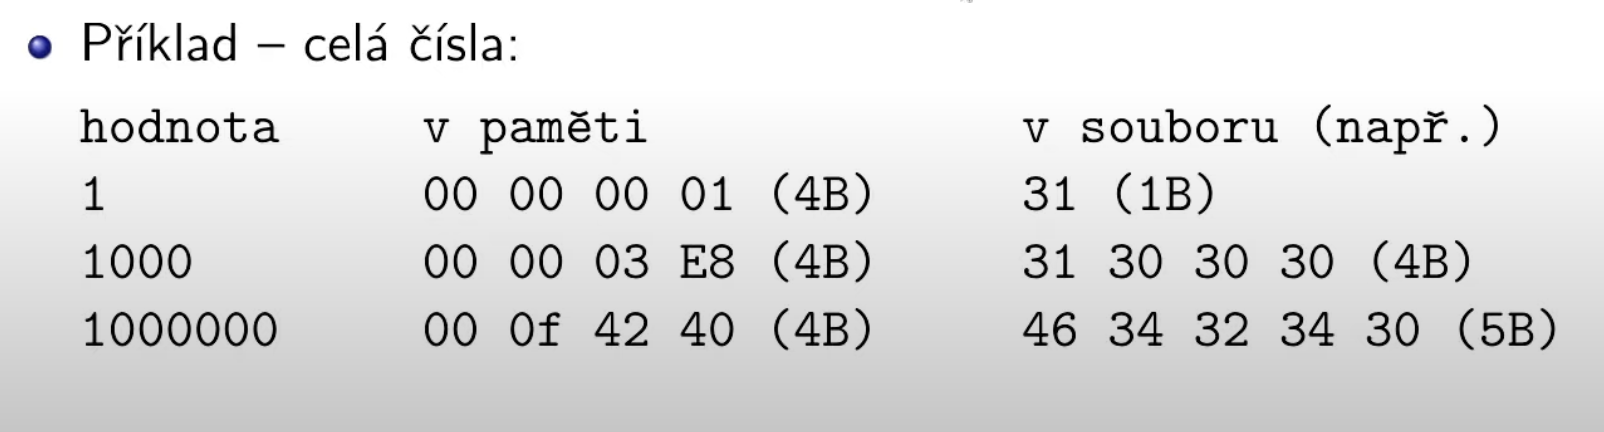 Příklad – celá čísla:
hodnota v paměti v souboru (např.)
1 00 00 00 01 (4B) 31 (1B)
1000 00 00 03 E8 (4B) 31 30 30 30 (4B)
1000000 00 0f 42 40 (4B) 46 34 32 34 30 (5B)